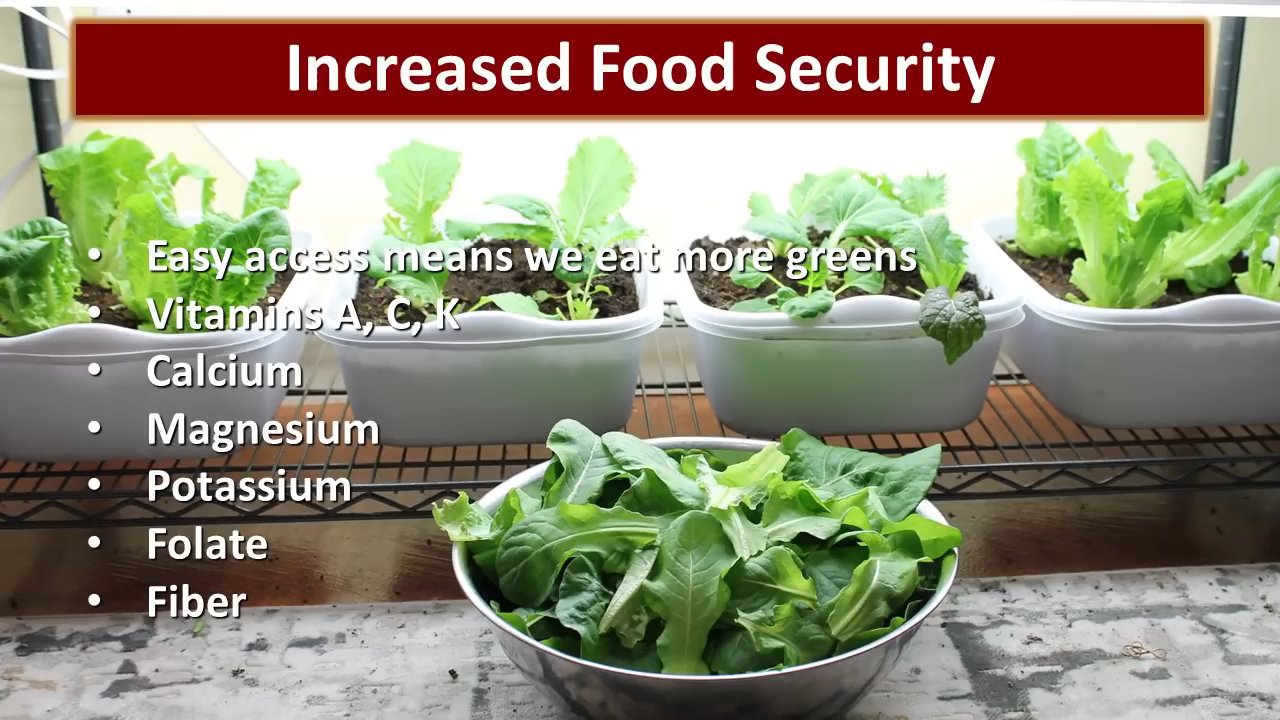 Increased Food Security
• Easy access means we eat more greens
• Vitamins A, C, K
• Calcium
• Magnesium
• Potassium
• Folate
• Fiber